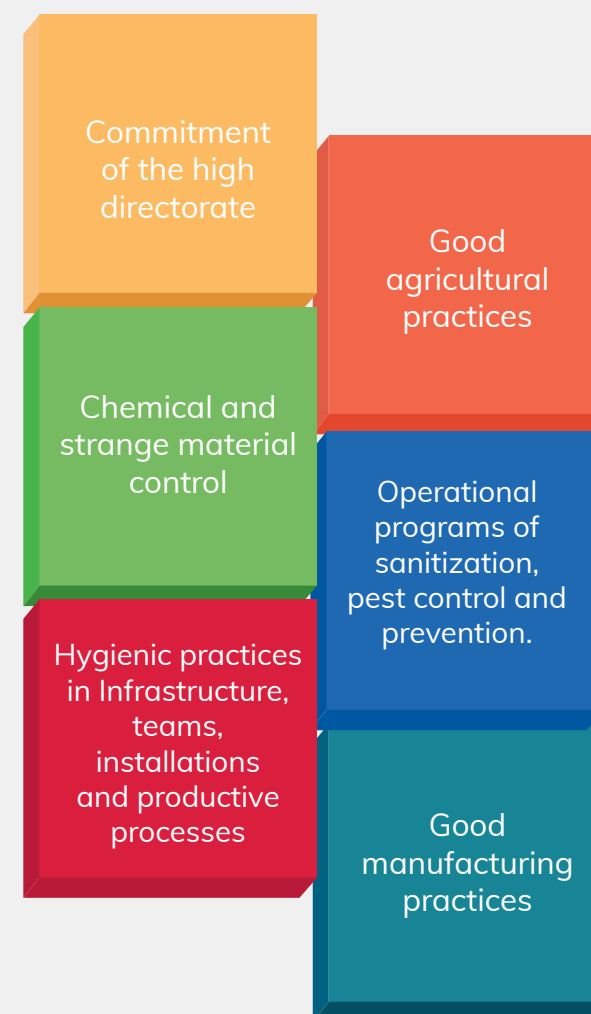 Commitment
of the high
directorate
Good
agricultural
practices
Chemical and
strange material
control
Operational
programs of
sanitization,
pest control and
prevention.
Hygienic practices
in Infrastructure,
teams,
installations
and productive
processes
Good
manufacturing
practices